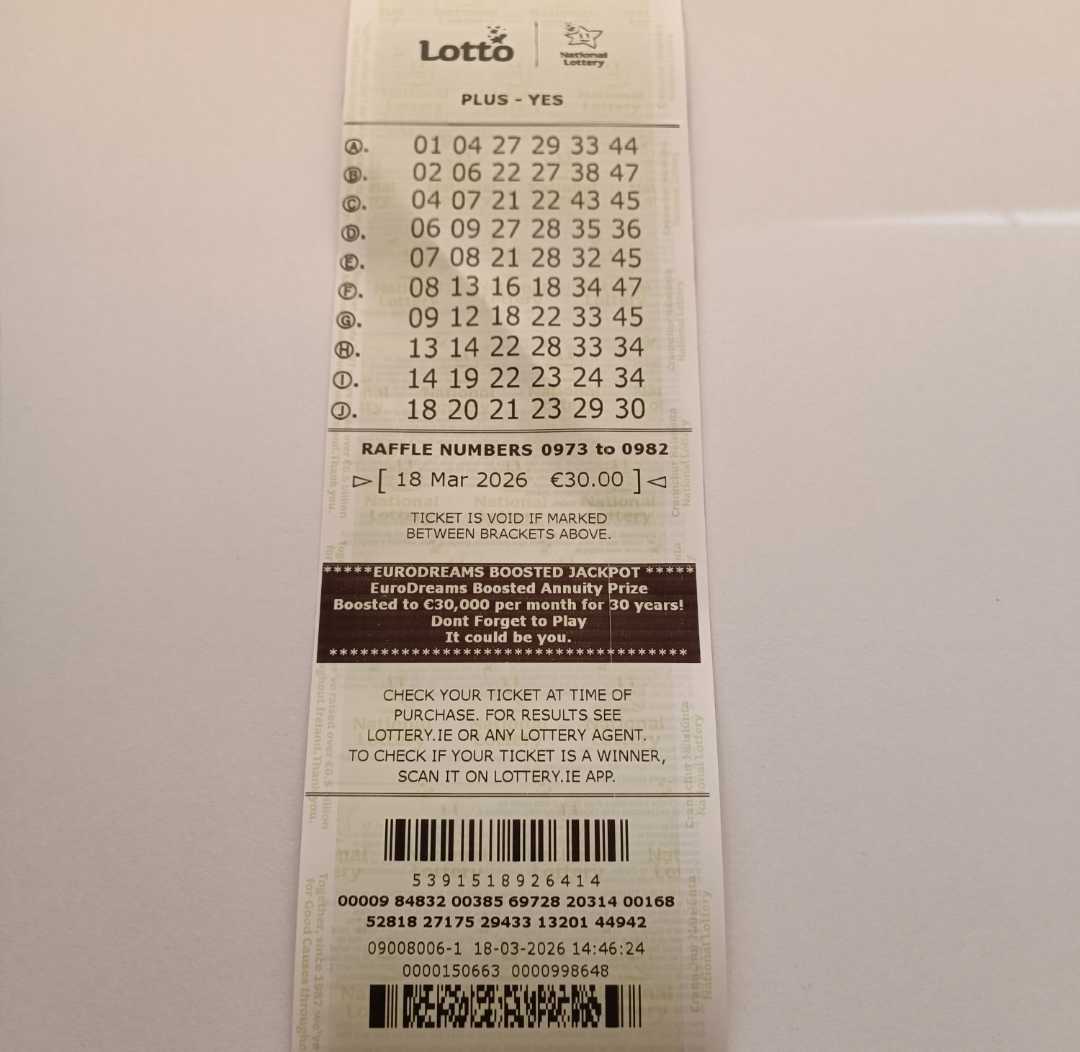 Lotto
National
Lottery
PLUS - YES
A. 01 04 27 29 33 44
B. 02 06 22 27 38 47
C. 04 07 21 22 43 45
D. 06 09 27 28 35 36
E. 07 08 21 28 32 45
F. 08 13 16 18 34 47
G. 09 12 18 22 33 45
H. 13 14 22 28 33 34
I. 14 19 22 23 24 34
J. 18 20 21 23 29 30
RAFFLE NUMBERS 0973 to 0982
[ 18 Mar 2026 €30.00 ]
TICKET IS VOID IF MARKED
BETWEEN BRACKETS ABOVE.
*****EURODREAMS BOOSTED JACKPOT *****
EuroDreams Boosted Annuity Prize
Boosted to €30,000 per month for 30 years!
Dont Forget to Play
It could be you.
***********************************
CHECK YOUR TICKET AT TIME OF
PURCHASE. FOR RESULTS SEE
LOTTERY.IE OR ANY LOTTERY AGENT.
TO CHECK IF YOUR TICKET IS A WINNER,
SCAN IT ON LOTTERY.IE APP.
5391518926414
00009 84832 00385 69728 20314 00168
52818 27175 29433 13201 44942
09008006-1 18-03-2026 14:46:24
0000150663 0000998648